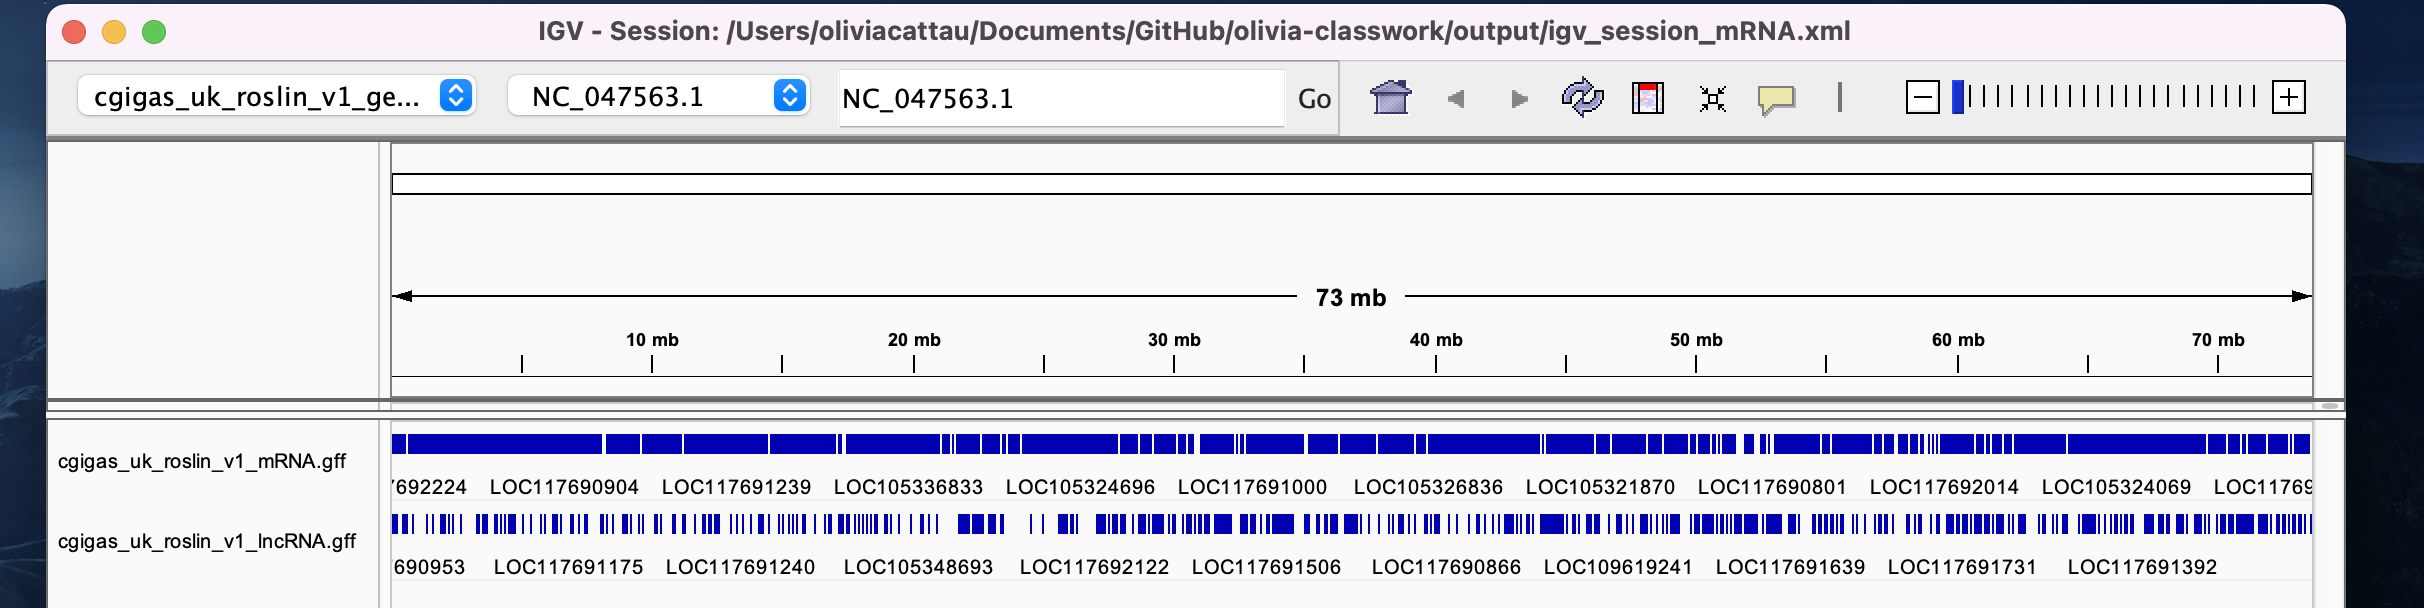 IGV - Session: /Users/oliviacattau/Documents/GitHub/olivia-classwork/output/igv_session_mRNA.xml
cgigas_uk_roslin_v1_ge... NC_047563.1 NC_047563.1 Go
73 mb
10 mb 20 mb 30 mb 40 mb 50 mb 60 mb 70 mb
cgigas_uk_roslin_v1_mRNA.gff
7692224 LOC117690904 LOC117691239 LOC105336833 LOC105324696 LOC117691000 LOC105326836 LOC105321870 LOC117690801 LOC117692014 LOC105324069 LOC11769
cgigas_uk_roslin_v1_lncRNA.gff
690953 LOC117691175 LOC117691240 LOC105348693 LOC117692122 LOC117691506 LOC117690866 LOC109619241 LOC117691639 LOC117691731 LOC117691392